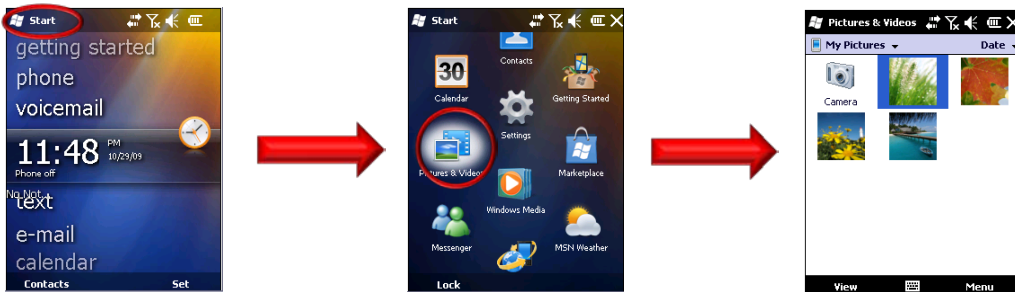 Start
getting started
phone
voicemail
11:48 PM
10/29/09
Phone off
No Not
text
e-mail
calendar
Contacts Set
Start
Contacts
30
Calendar
Getting Started
Settings
Pictures & Videos
Marketplace
Windows Media
Messenger
MSN Weather
Lock
Pictures & Videos
My Pictures Date
Camera
View Menu